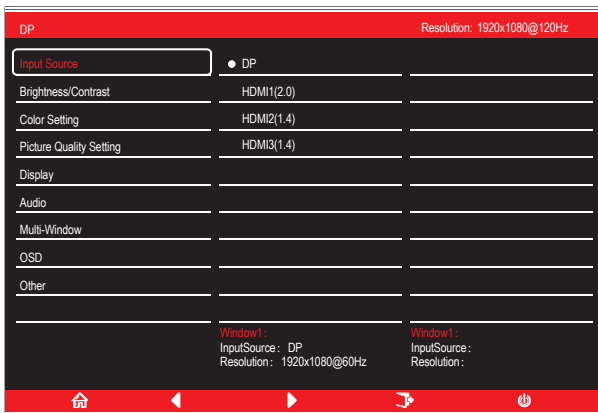 DP
Resolution: 1920x1080@120Hz
Input Source
DP
Brightness/Contrast
HDMI1(2.0)
Color Setting
HDMI2(1.4)
Picture Quality Setting
HDMI3(1.4)
Display
Audio
Multi-Window
OSD
Other
Window1:
InputSource: DP
Resolution: 1920x1080@60Hz
Window1:
InputSource:
Resolution: